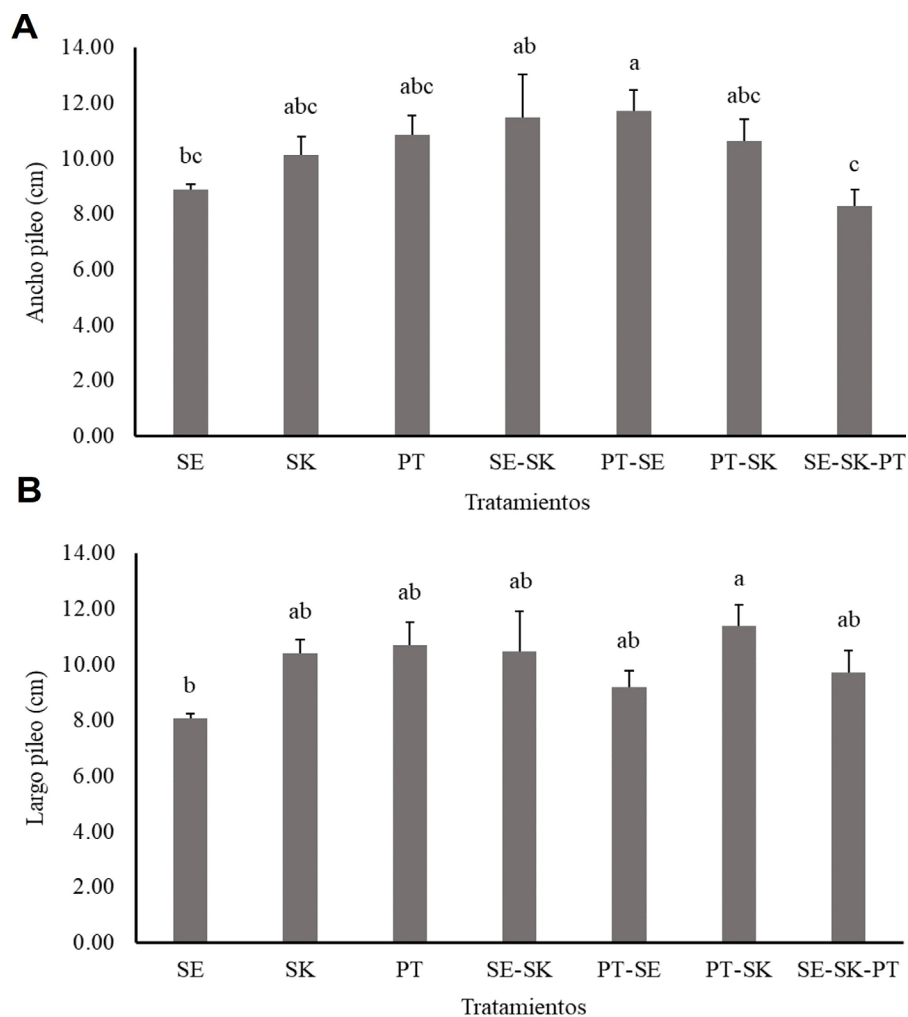 A
14.00
12.00
10.00
8.00
6.00
4.00
2.00
0.00
Ancho píleo (cm)
bc
abc
abc
ab
a
abc
c
SE SK PT SE-SK PT-SE PT-SK SE-SK-PT
Tratamientos
B
14.00
12.00
10.00
8.00
6.00
4.00
2.00
0.00
Largo píleo (cm)
b
ab
ab
ab
ab
a
ab
SE SK PT SE-SK PT-SE PT-SK SE-SK-PT
Tratamientos